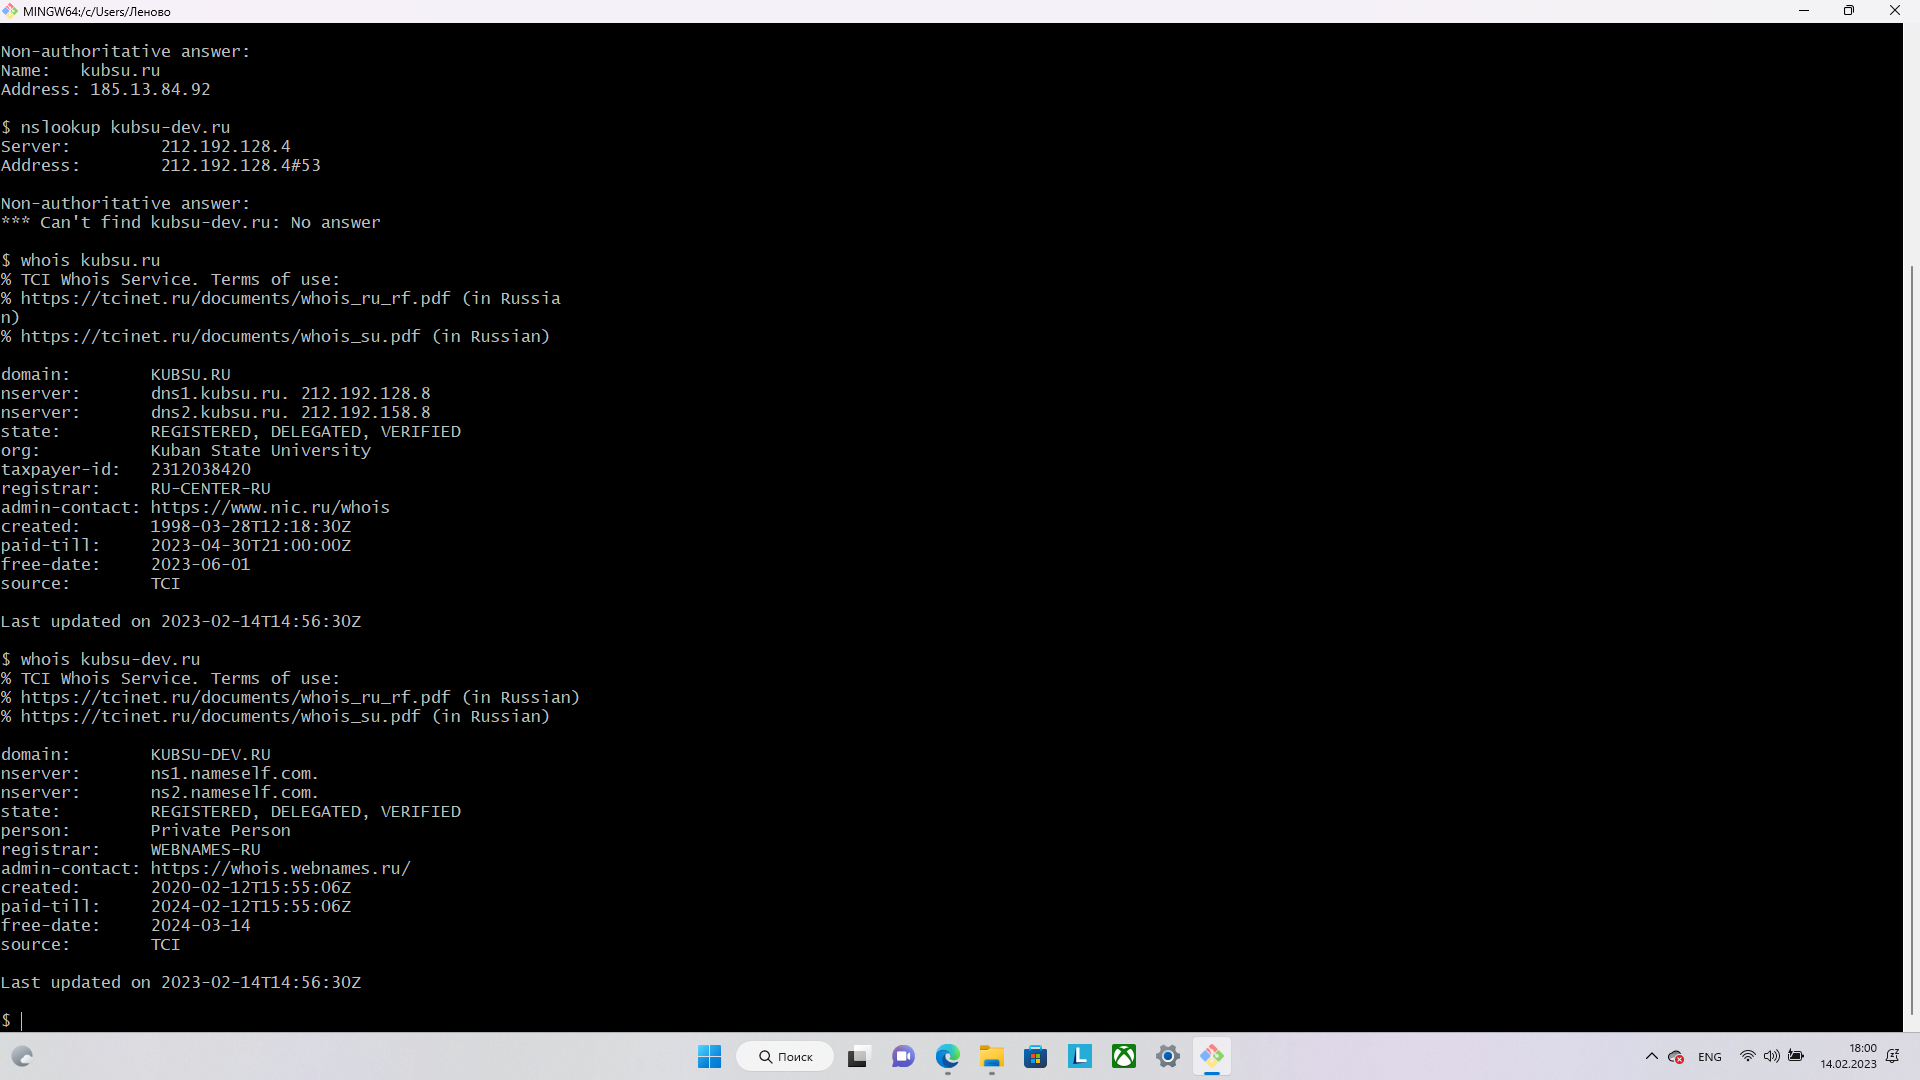 MINGW64:/c/Users/Леново
Non-authoritative answer:
Name:   kubsu.ru
Address: 185.13.84.92
$ nslookup kubsu-dev.ru
Server:         212.192.128.4
Address:        212.192.128.4#53
Non-authoritative answer:
*** Can't find kubsu-dev.ru: No answer
$ whois kubsu.ru
% TCI Whois Service. Terms of use:
% https://tcinet.ru/documents/whois_ru_rf.pdf (in Russia
n)
% https://tcinet.ru/documents/whois_su.pdf (in Russian)
domain:        KUBSU.RU
nserver:       dns1.kubsu.ru. 212.192.128.8
nserver:       dns2.kubsu.ru. 212.192.158.8
state:         REGISTERED, DELEGATED, VERIFIED
org:           Kuban State University
taxpayer-id:   2312038420
registrar:     RU-CENTER-RU
admin-contact: https://www.nic.ru/whois
created:       1998-03-28T12:18:30Z
paid-till:     2023-04-30T21:00:00Z
free-date:     2023-06-01
source:        TCI
Last updated on 2023-02-14T14:56:30Z
$ whois kubsu-dev.ru
% TCI Whois Service. Terms of use:
% https://tcinet.ru/documents/whois_ru_rf.pdf (in Russian)
% https://tcinet.ru/documents/whois_su.pdf (in Russian)
domain:        KUBSU-DEV.RU
nserver:       ns1.nameself.com.
nserver:       ns2.nameself.com.
state:         REGISTERED, DELEGATED, VERIFIED
person:        Private Person
registrar:     WEBNAMES-RU
admin-contact: https://whois.webnames.ru/
created:       2020-02-12T15:55:06Z
paid-till:     2024-02-12T15:55:06Z
free-date:     2024-03-14
source:        TCI
Last updated on 2023-02-14T14:56:30Z
$
Поиск
L
ENG
18:00
14.02.2023